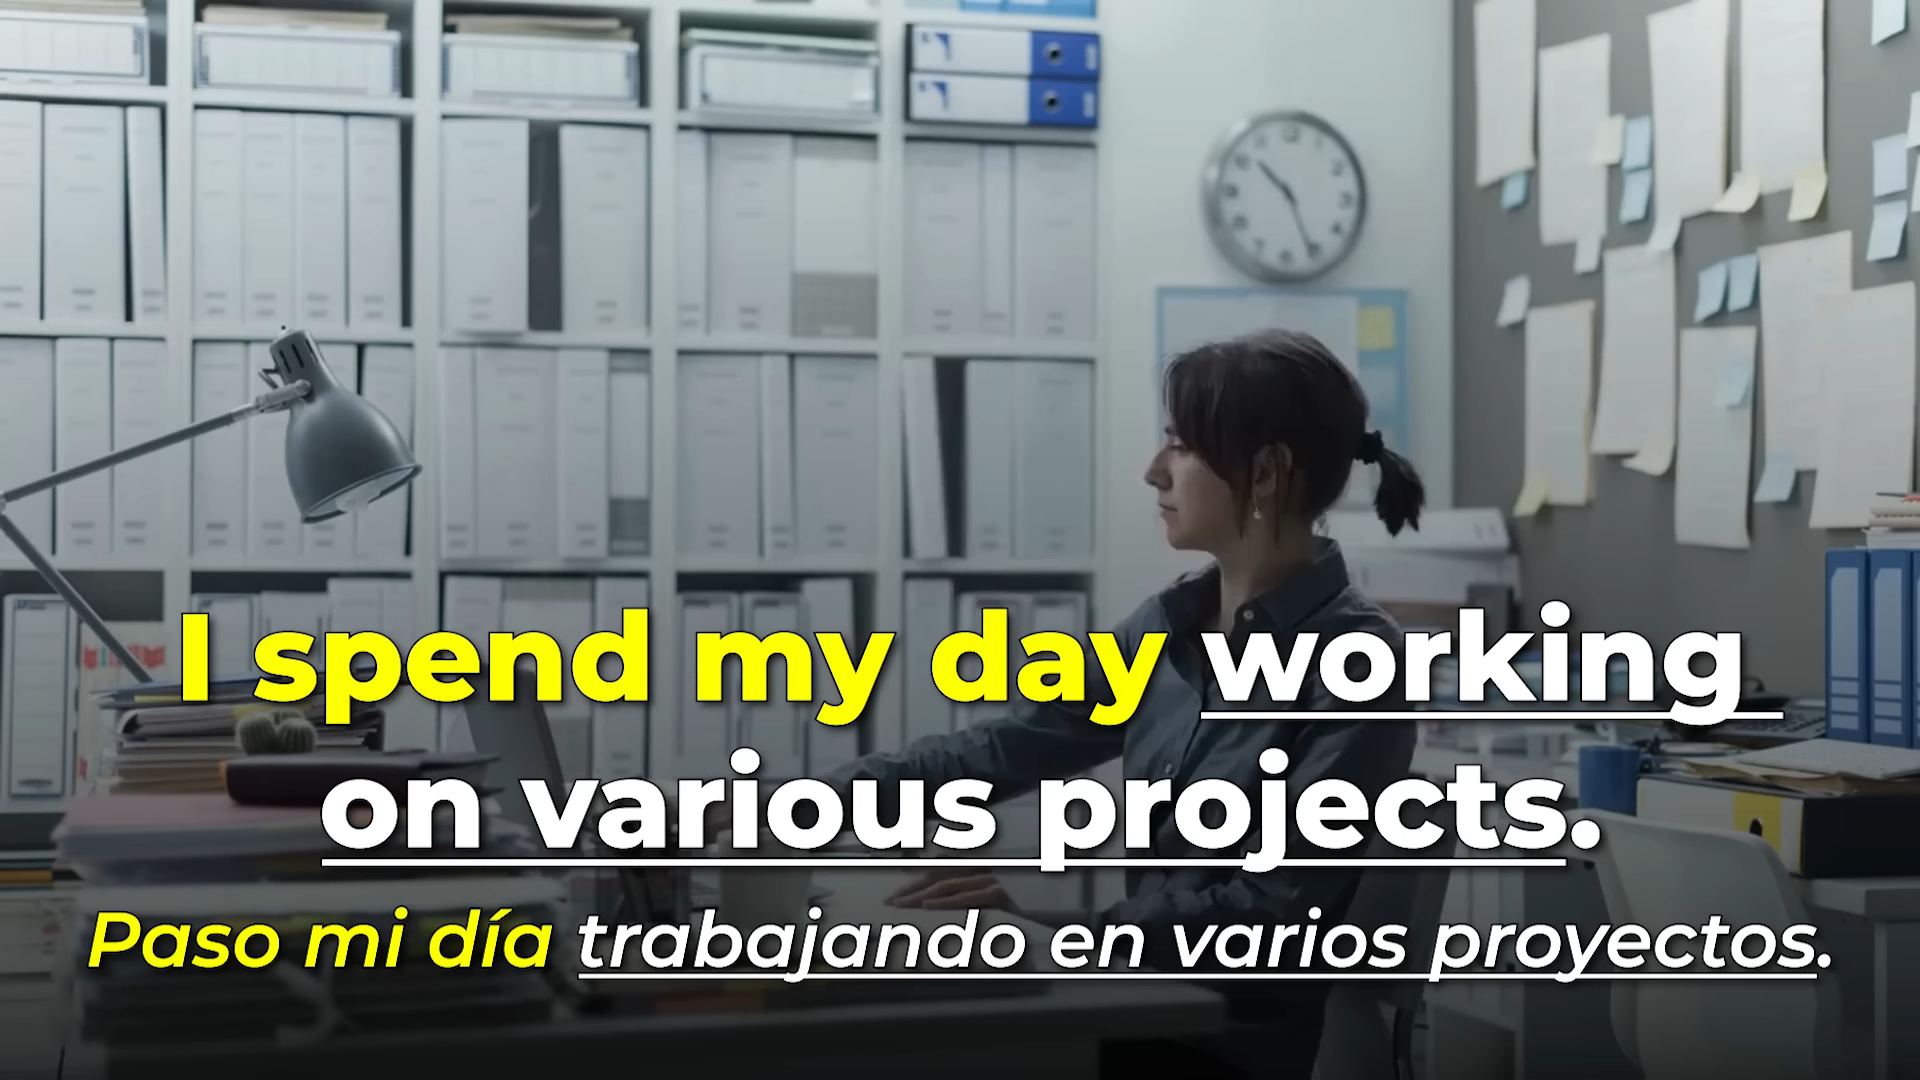 I spend my day working
on various projects.
Paso mi día trabajando en varios proyectos.